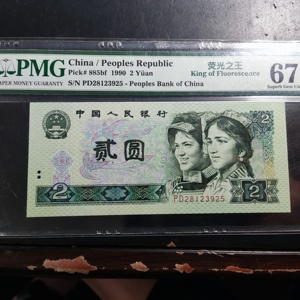 PMG
PAPER MONEY GUARANTY
China / Peoples Republic
Pick# 885bf 1990 2 Yüan
S/N PD28123925 - Peoples Bank of China
荧光之王
King of Fluorescence
67
Superb Gem Unc
中国人民银行
贰圆
2
2
PD28123925